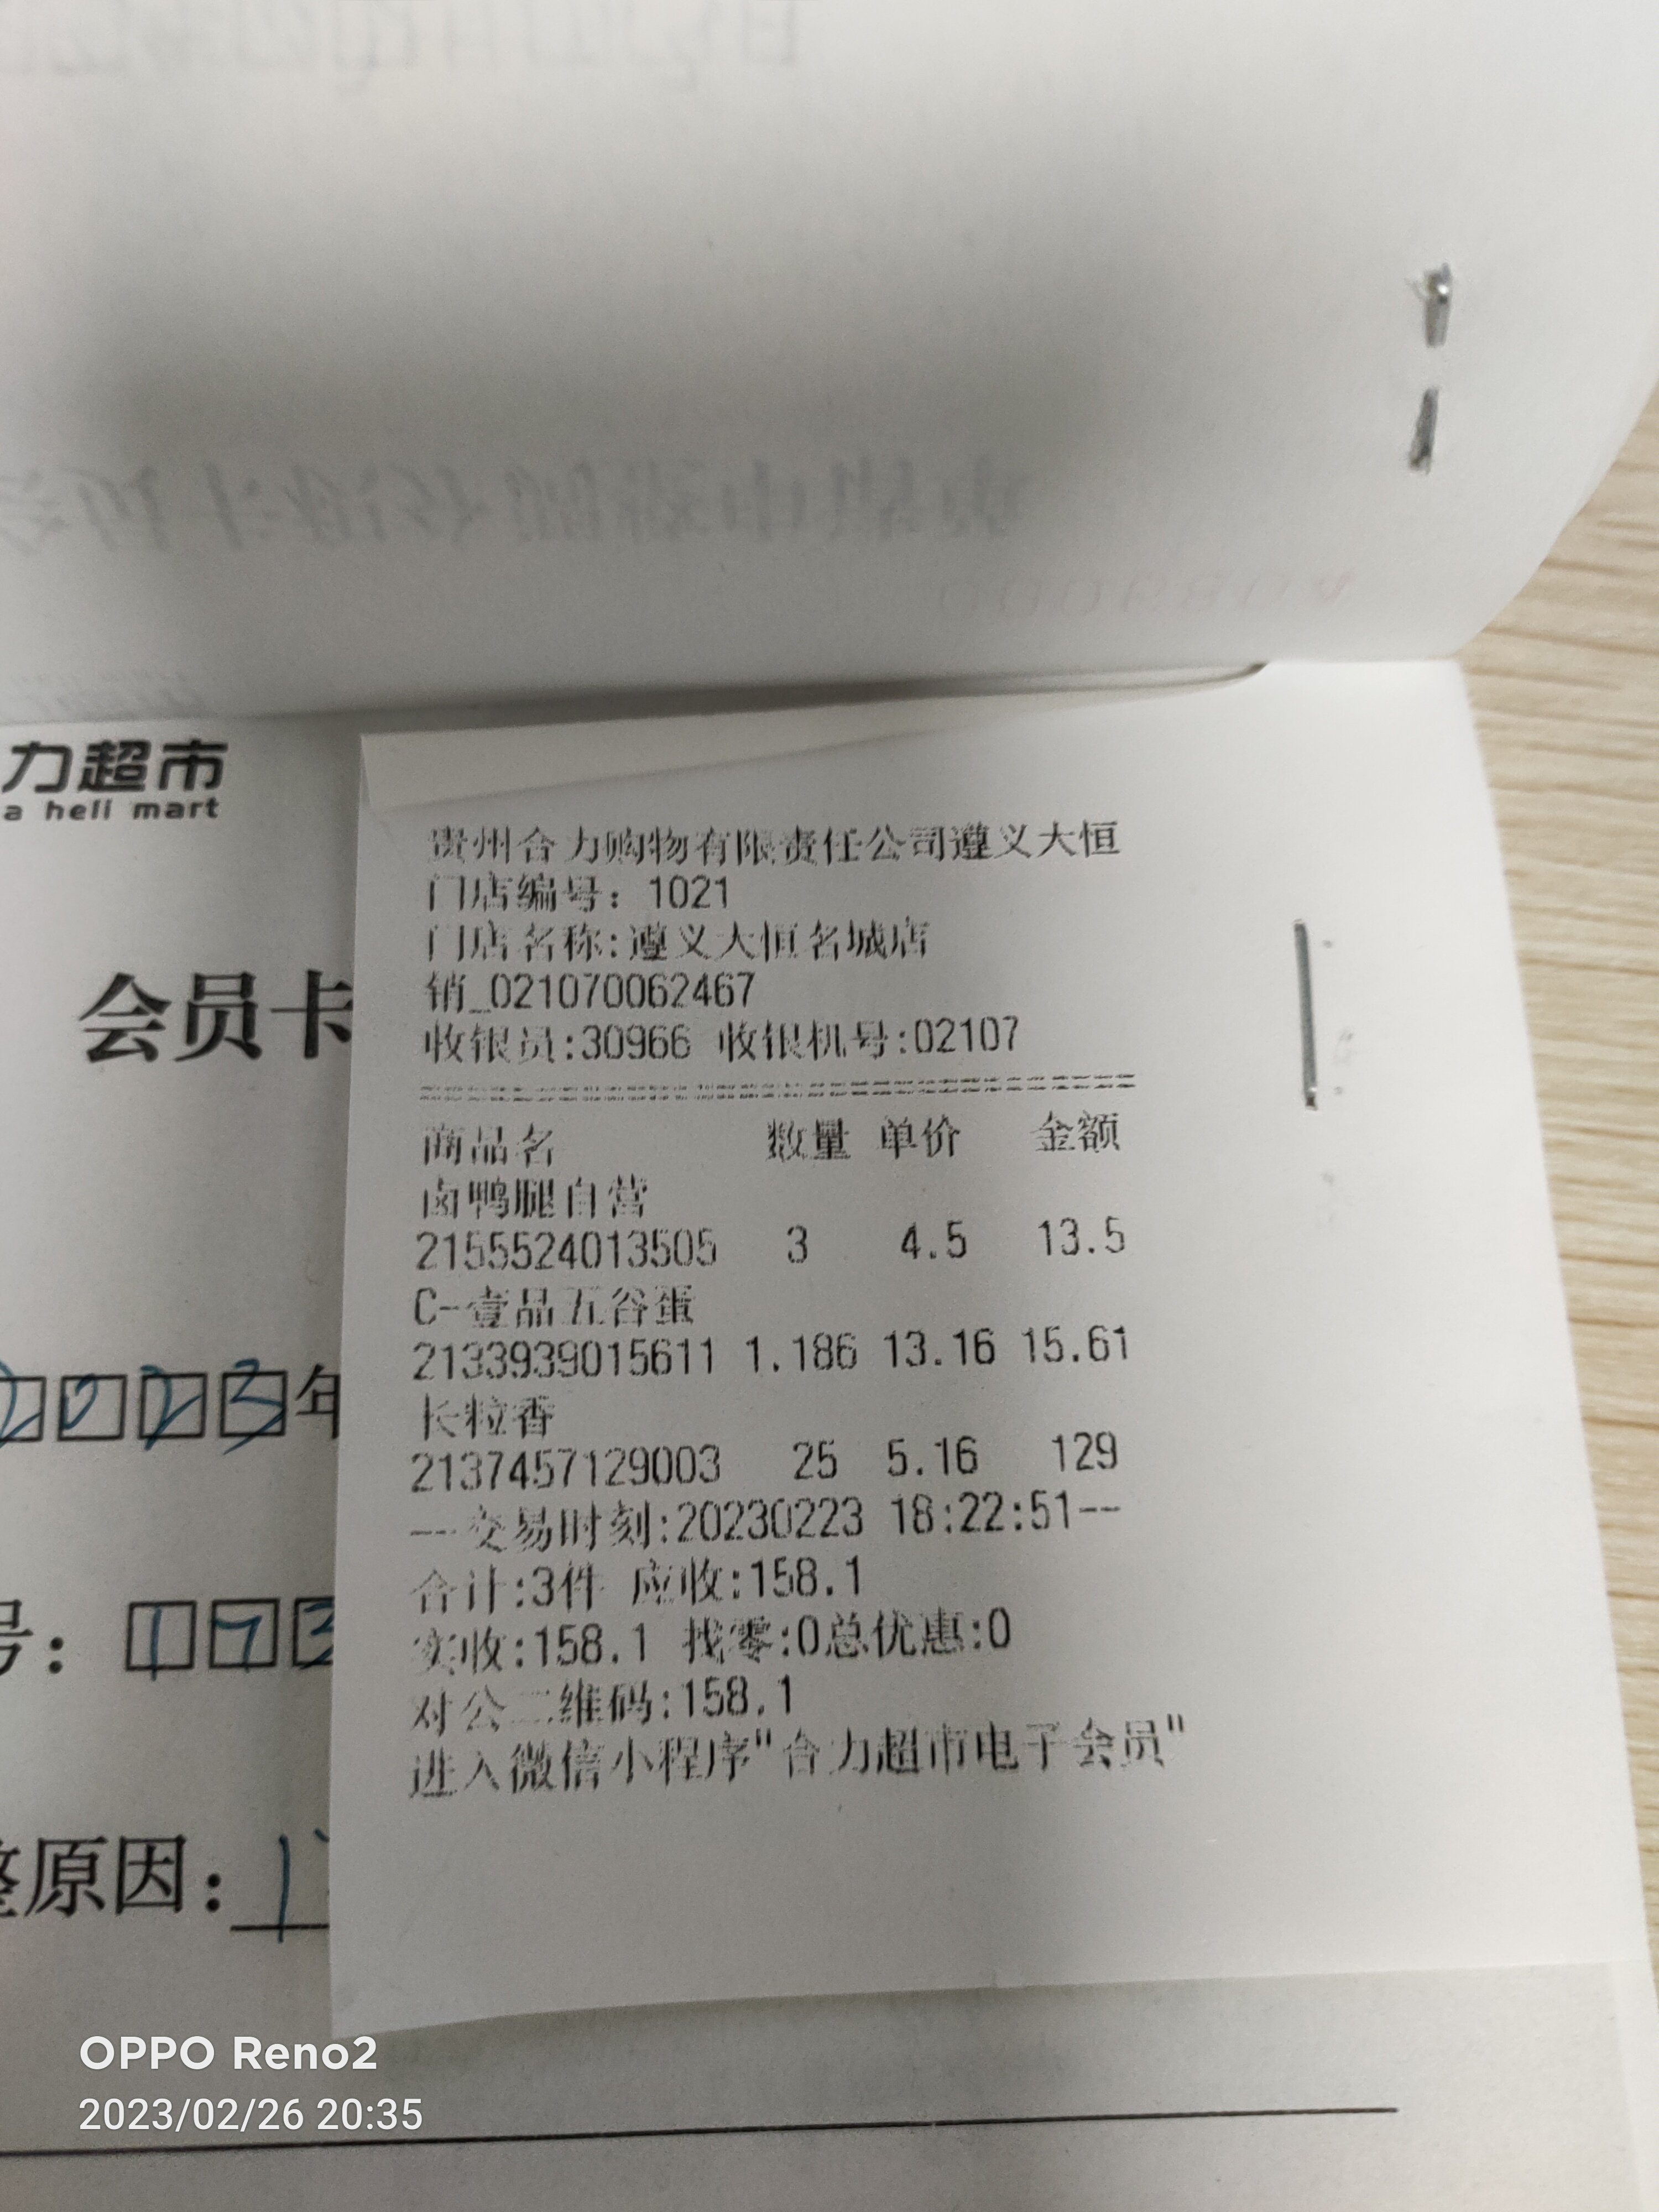 力超市
a heli mart
会员卡
2023年
号：173
整原因：
贵州合力购物有限责任公司遵义大恒
门店编号：1021
门店名称:遵义大恒名城店
销_021070062467
收银员:30966 收银机号:02107
商品名 数量 单价 金额
卤鸭腿自营
2155524013505 3 4.5 13.5
C-壹品五谷蛋
2133939015611 1.186 13.16 15.61
长粒香
2137457129003 25 5.16 129
---交易时刻:20230223 18:22:51--
合计:3件 应收:158.1
实收:158.1 找零:0总优惠:0
对公二维码:158.1
进入微信小程序"合力超市电子会员"
OPPO Reno2
2023/02/26 20:35